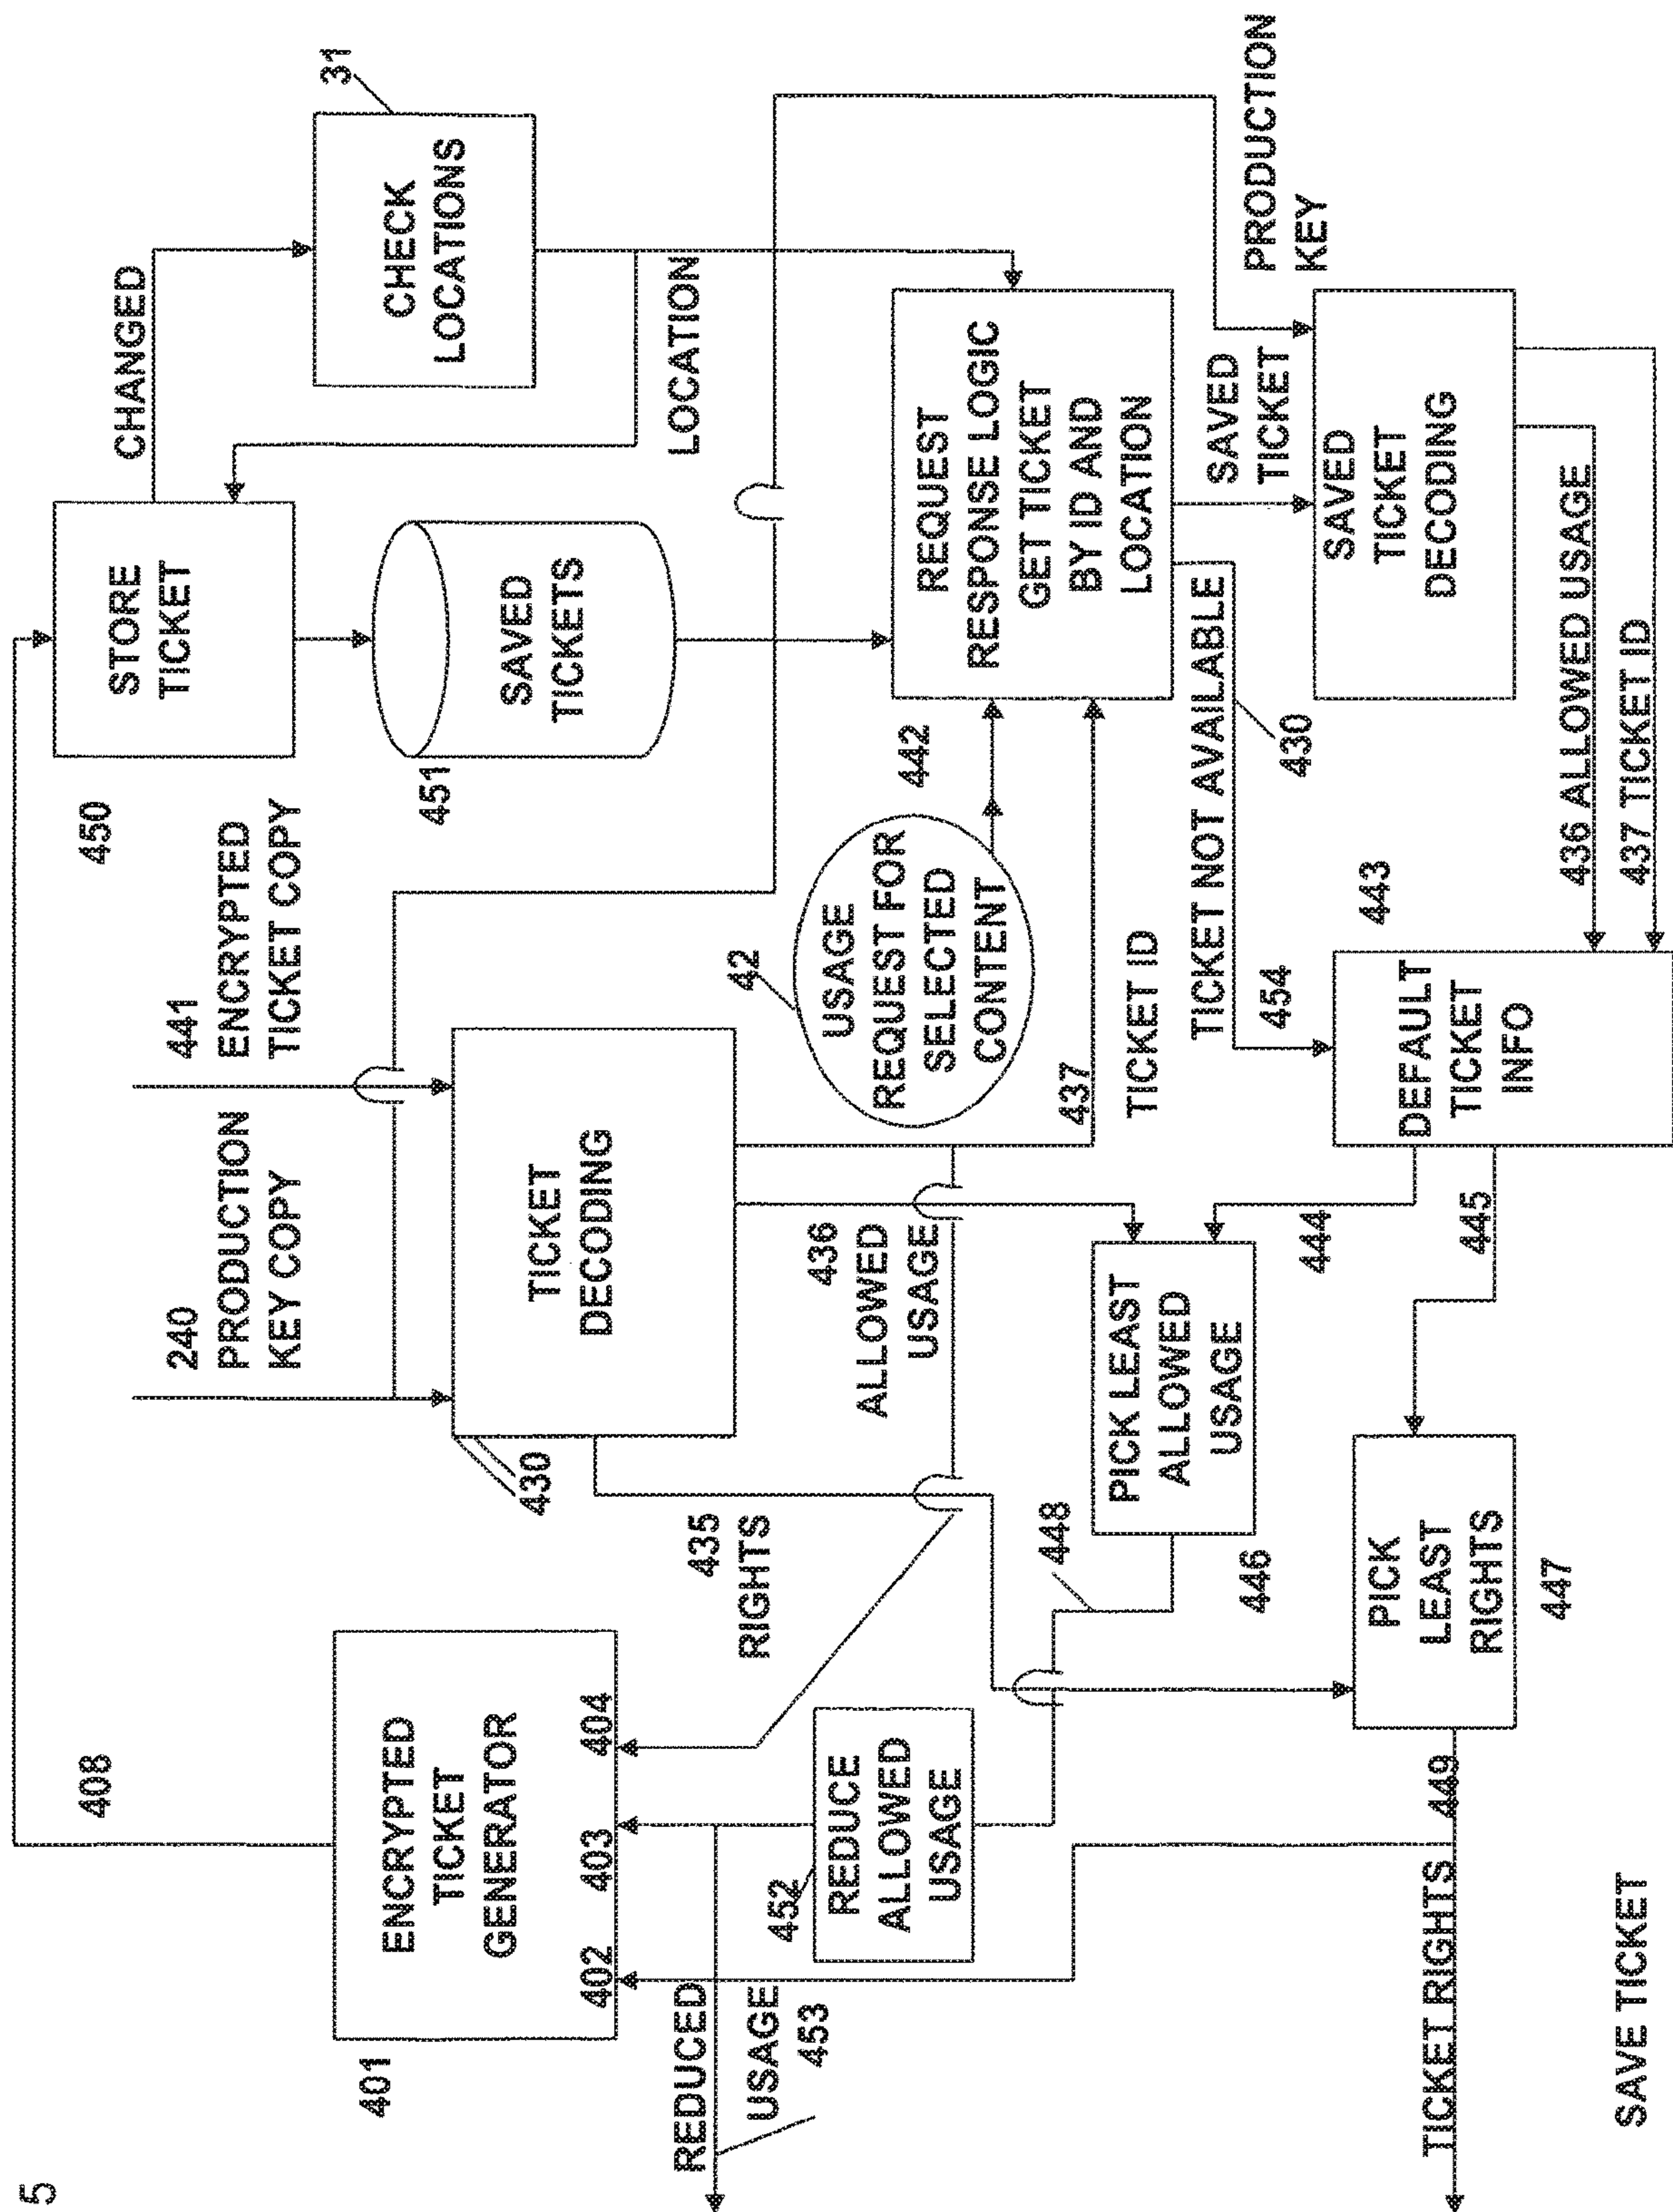 5
408
450
STORE
TICKET
CHANGED
31
CHECK
LOCATIONS
LOCATION
451
SAVED
TICKETS
441
ENCRYPTED
TICKET COPY
240
PRODUCTION
KEY COPY
430
TICKET
DECODING
401
ENCRYPTED
TICKET
GENERATOR
402
403
404
435
RIGHTS
436
ALLOWED
USAGE
437
TICKET ID
42
USAGE
REQUEST FOR
SELECTED
CONTENT
442
REQUEST
RESPONSE LOGIC
GET TICKET
BY ID AND
LOCATION
SAVED
TICKET
PRODUCTION
KEY
TICKET NOT AVAILABLE
430
454
SAVED
TICKET
DECODING
436 ALLOWED USAGE
437 TICKET ID
443
DEFAULT
TICKET
INFO
444
445
PICK LEAST
ALLOWED
USAGE
446
448
452
REDUCE
ALLOWED
USAGE
REDUCED
USAGE
453
PICK
LEAST
RIGHTS
447
449
TICKET RIGHTS
SAVE TICKET